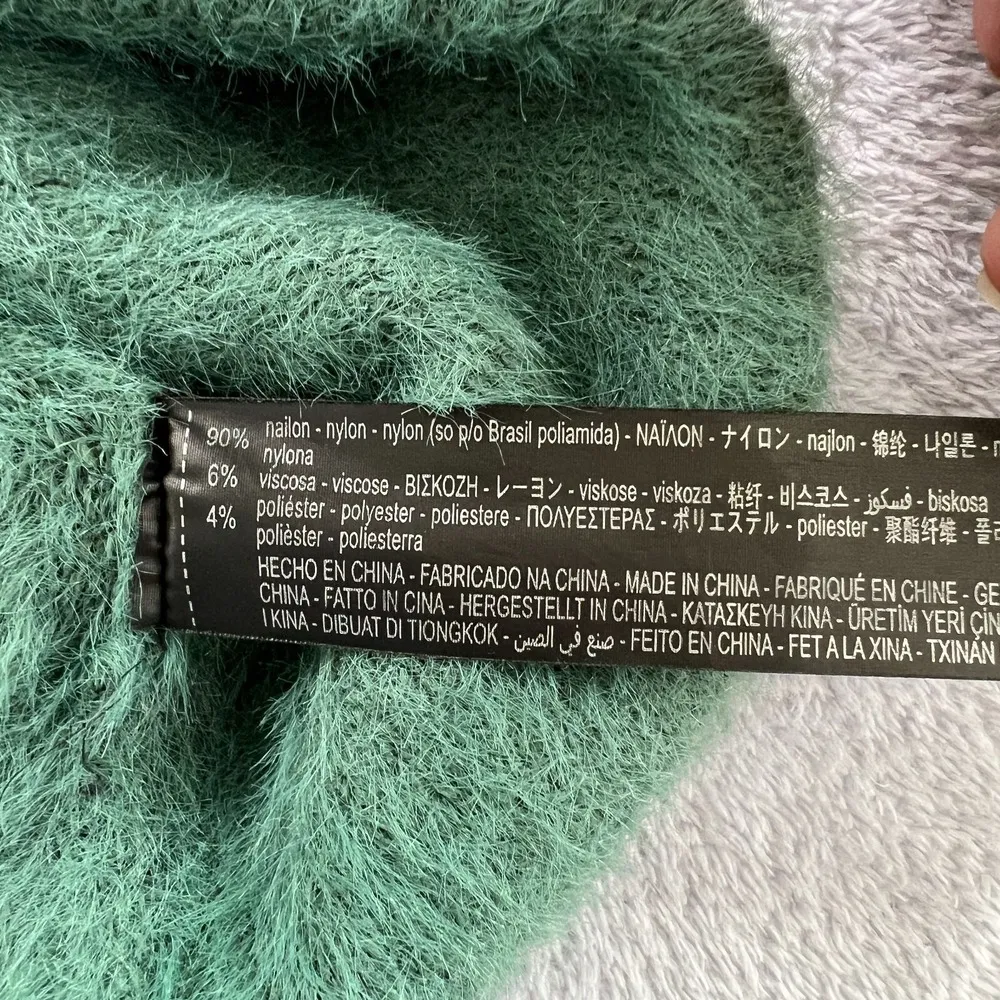 90% nailon - nylon - nylon (so p/o Brasil poliamida) - ΝΑΪΛΟΝ - ナイロン - najlon - 锦纶 - 나일론 -
nylona
6% viscosa - viscose - ΒΙΣΚΟΖΗ - レーヨン - viskose - viskoza - 粘纤 - 비스코스 - فسكوز - biskosa
4% poliéster - polyester - poliestere - ΠΟΛΥΕΣΤΕΡΑΣ - ポリエステル - poliester - 聚酯纤维 -
polièster - poliesterra
HECHO EN CHINA - FABRICADO NA CHINA - MADE IN CHINA - FABRIQUÉ EN CHINE -
CHINA - FATTO IN CINA - HERGESTELLT IN CHINA - ΚΑΤΑΣΚΕΥΗ ΚΙΝΑ - ÜRETİM YERİ
I KINA - DIBUAT DI TIONGKOK - صنع في الصين - FEITO EN CHINA - FET A LA XINA - TXINAN